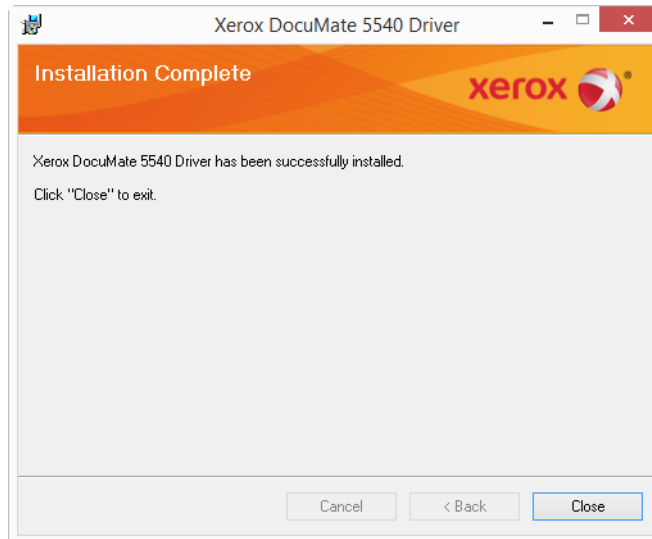 Xerox DocuMate 5540 Driver
Installation Complete
xerox ®
Xerox DocuMate 5540 Driver has been successfully installed.
Click "Close" to exit.
Cancel < Back Close